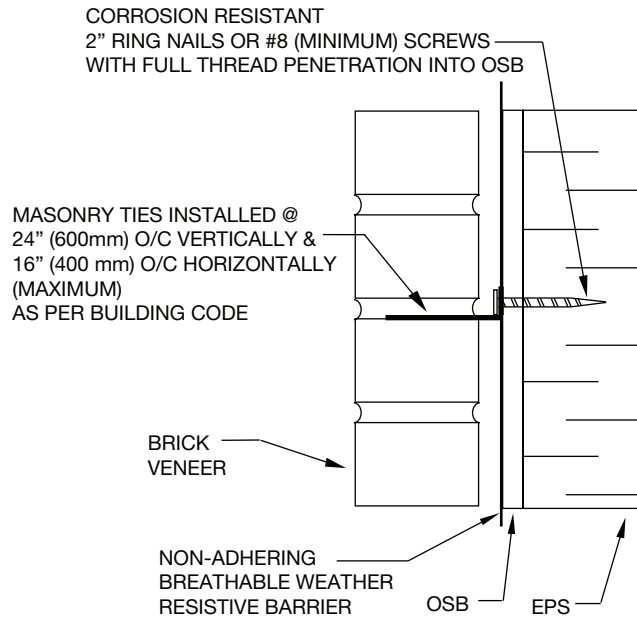 CORROSION RESISTANT
2” RING NAILS OR #8 (MINIMUM) SCREWS
WITH FULL THREAD PENETRATION INTO OSB
MASONRY TIES INSTALLED @
24” (600mm) O/C VERTICALLY &
16” (400 mm) O/C HORIZONTALLY
(MAXIMUM)
AS PER BUILDING CODE
BRICK
VENEER
NON-ADHERING
BREATHABLE WEATHER
RESISTIVE BARRIER
OSB
EPS